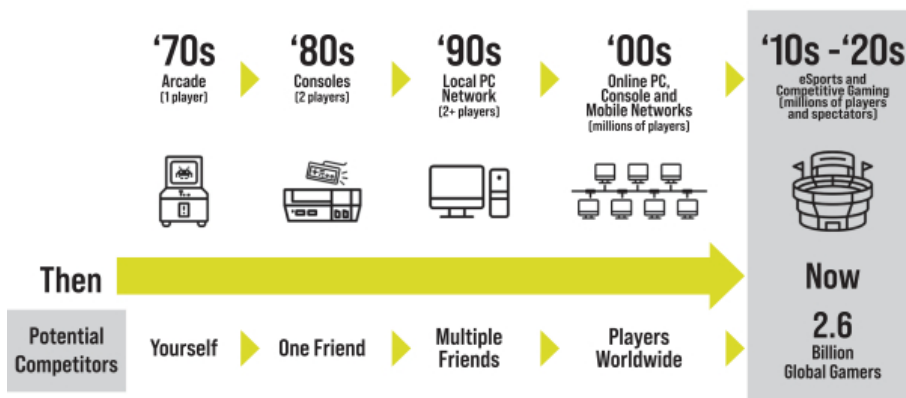 ‘70s
Arcade
(1 player)
‘80s
Consoles
(2 players)
‘90s
Local PC
Network
(2+ players)
‘00s
Online PC,
Console and
Mobile Networks
(millions of players)
‘10s -‘20s
eSports and
Competitive Gaming
(millions of players
and spectators)
Then
Now
Potential
Competitors
Yourself
One Friend
Multiple
Friends
Players
Worldwide
2.6
Billion
Global Gamers